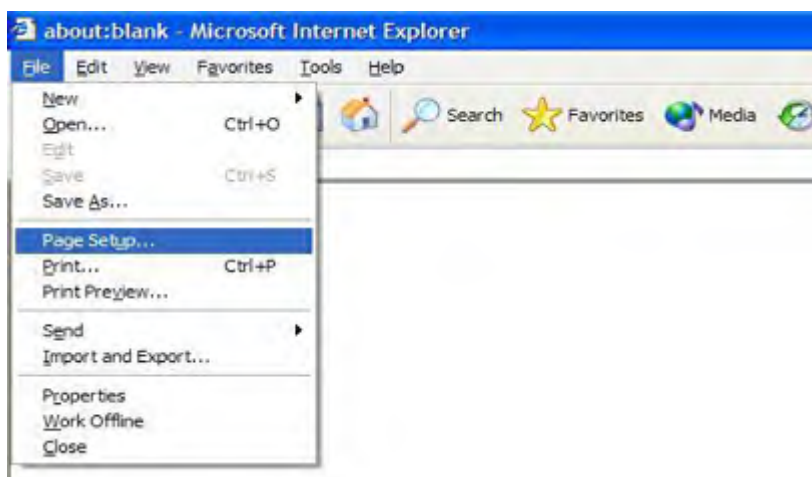 about:blank - Microsoft Internet Explorer
File Edit View Favorites Tools Help
Search Favorites Media
New
Open... Ctrl+O
Edit
Save Ctrl+S
Save As...
Page Setup...
Print... Ctrl+P
Print Preview...
Send
Import and Export...
Properties
Work Offline
Close